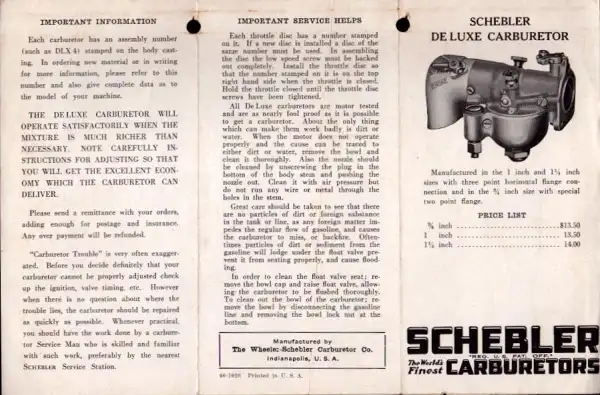 IMPORTANT INFORMATION
Each carburetor has an assembly number
(such as DLX 4) stamped on the body cast-
ing. In ordering new material or in writing
for more information, please refer to this
number and also give complete data as to
the model of your machine.
THE DE LUXE CARBURETOR WILL
OPERATE SATISFACTORILY WHEN THE
MIXTURE IS MUCH RICHER THAN
NECESSARY. NOTE CAREFULLY IN-
STRUCTIONS FOR ADJUSTING SO THAT
YOU WILL GET THE EXCELLENT ECON-
OMY WHICH THE CARBURETOR CAN
DELIVER.
Please send a remittance with your orders,
adding enough for postage and insurance.
Any over payment will be refunded.
"Carburetor Trouble" is very often exagger-
ated. Before you decide definitely that your
carburetor cannot be properly adjusted check
up the ignition, valve timing, etc. However
when there is no question about where the
trouble lies, the carburetor should be repaired
as quickly as possible. Whenever practical,
you should have the work done by a carbure-
tor Service Man who is skilled and familiar
with such work, preferably by the nearest
SCHEBLER Service Station.
IMPORTANT SERVICE HELPS
Each throttle disc has a number stamped
on it. If a new disc is installed a disc of the
same number must be used. In assembling
the disc the low speed screw must be backed
out completely. Install the throttle disc so
that the number stamped on it is on the top
right hand side when the throttle is closed.
Hold the throttle closed until the throttle disc
screws have been tightened.
All De Luxe carburetors are motor tested
and are as nearly fool proof as it is possible
to get a carburetor. About the only thing
which can make them work badly is dirt or
water. When the motor does not operate
properly and the cause can be traced to
either dirt or water, remove the bowl and
clean it thoroughly. Also the nozzle should
be cleaned by unscrewing the plug in the
bottom of the body stem and pushing the
nozzle out. Clean it with air pressure but
do not run any wire or metal through the
holes in the stem.
Great care should be taken to see that there
are no particles of dirt or foreign substance
in the tank or line, as any foreign matter im-
pedes the regular flow of gasoline, and causes
the carburetor to miss, or backfire. Often-
times particles of dirt or sediment from the
gasoline will lodge under the float valve pre-
vent it from seating properly, and cause flood-
ing.
In order to clean the float valve seat; re-
move the bowl cap and raise float valve, allow-
ing the carburetor to be flushed thoroughly.
To clean out the bowl of the carburetor; re-
move the bowl by disconnecting the gasoline
line and removing the bowl lock nut at the
bottom.
Manufactured by
The Wheeler-Schebler Carburetor Co.
Indianapolis, U. S. A.
Printed in U. S. A.
SCHEBLER
DE LUXE CARBURETOR
Manufactured in the 1 inch and 1¼ inch
sizes with three point horizontal flange con-
nection and in the ¾ inch size with special
two point flange.
PRICE LIST
¾ inch ........................ $13.50
1 inch ........................ 13.50
1¼ inch ........................ 14.00
SCHEBLER
"REG. U. S. PAT. OFF."
The World's Finest CARBURETORS